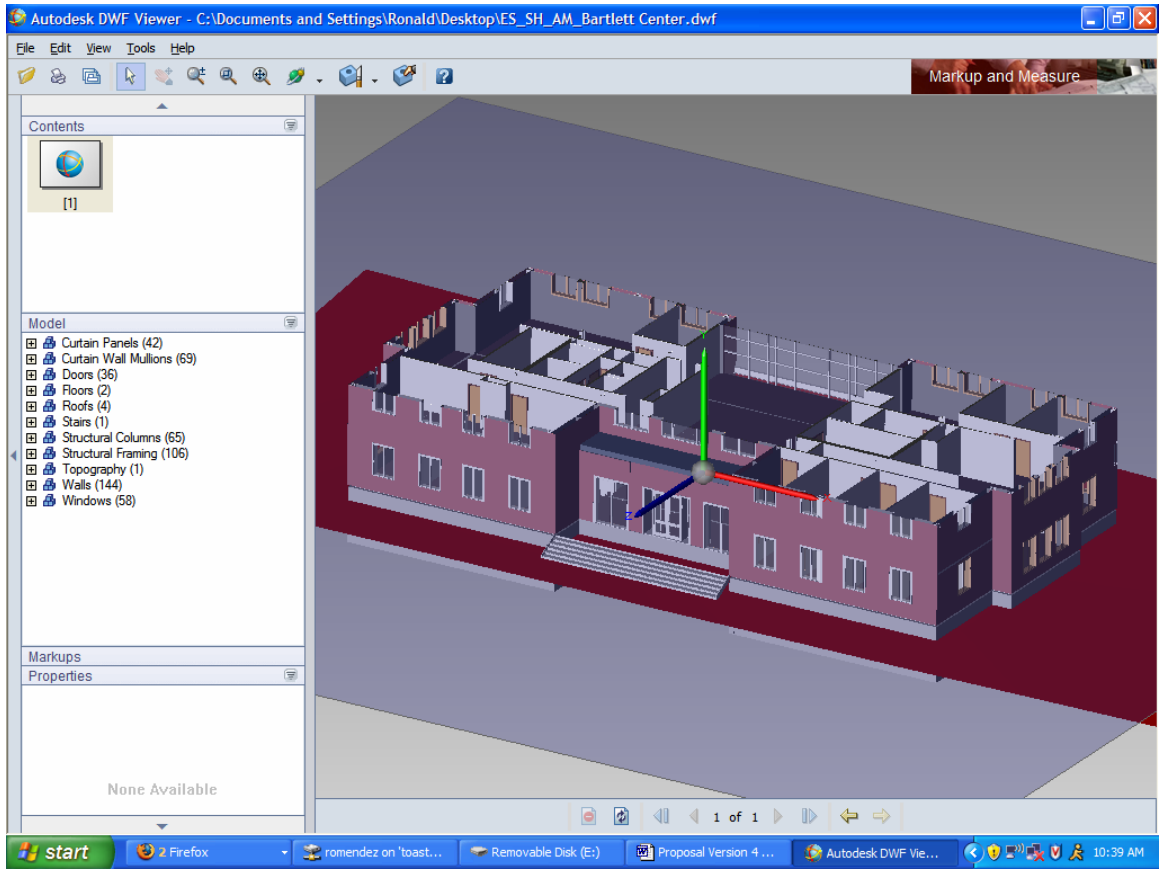 Autodesk DWF Viewer - C:\Documents and Settings\Ronald\Desktop\ES_SH_AM_Bartlett Center.dwf
File Edit View Tools Help
Markup and Measure
Contents
[1]
Model
Curtain Panels (42)
Curtain Wall Mullions (69)
Doors (36)
Floors (2)
Roofs (4)
Stairs (1)
Structural Columns (65)
Structural Framing (106)
Topography (1)
Walls (144)
Windows (58)
Markups
Properties
None Available
Z
1 of 1
start
2 Firefox
romendez on 'toast...
Removable Disk (E:)
Proposal Version 4 ...
Autodesk DWF Vie...
10:39 AM